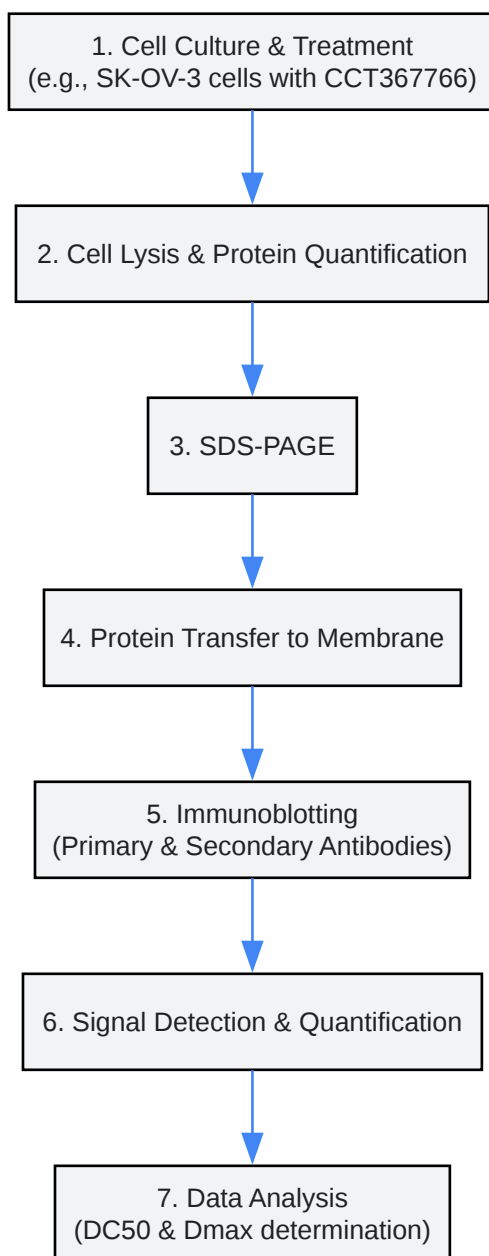 1. Cell Culture & Treatment
(e.g., SK-OV-3 cells with CCT367766)
2. Cell Lysis & Protein Quantification
3. SDS-PAGE
4. Protein Transfer to Membrane
5. Immunoblotting
(Primary & Secondary Antibodies)
6. Signal Detection & Quantification
7. Data Analysis
(DC50 & Dmax determination)